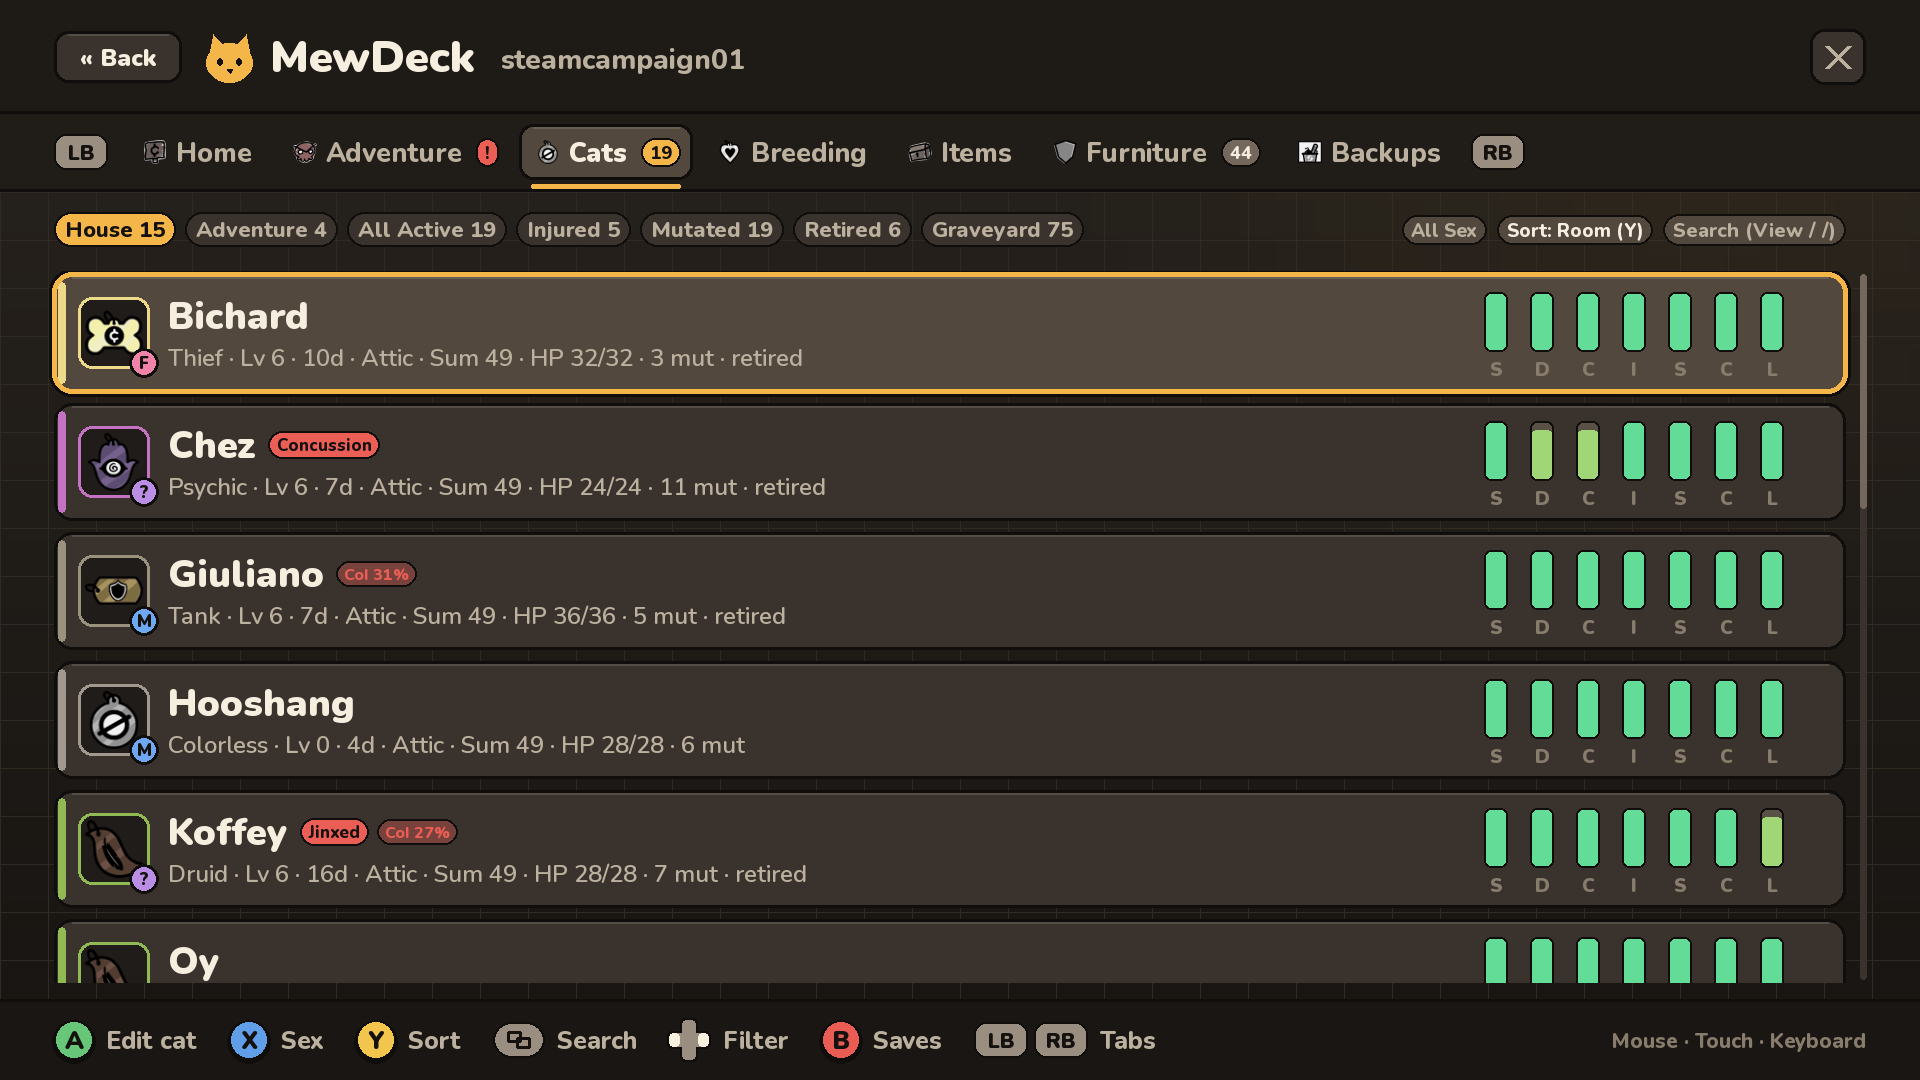 « Back MewDeck steamcampaign01
LB Home Adventure ! Cats 19 Breeding Items Furniture 44 Backups RB
House 15 Adventure 4 All Active 19 Injured 5 Mutated 19 Retired 6 Graveyard 75 All Sex Sort: Room (Y) Search (View / /)
Bichard
F Thief · Lv 6 · 10d · Attic · Sum 49 · HP 32/32 · 3 mut · retired
S D C I S C L
Chez Concussion
? Psychic · Lv 6 · 7d · Attic · Sum 49 · HP 24/24 · 11 mut · retired
S D C I S C L
Giuliano Col 31%
M Tank · Lv 6 · 7d · Attic · Sum 49 · HP 36/36 · 5 mut · retired
S D C I S C L
Hooshang
M Colorless · Lv 0 · 4d · Attic · Sum 49 · HP 28/28 · 6 mut
S D C I S C L
Koffey Jinxed Col 27%
? Druid · Lv 6 · 16d · Attic · Sum 49 · HP 28/28 · 7 mut · retired
S D C I S C L
Oy
A Edit cat X Sex Y Sort Search Filter B Saves LB RB Tabs Mouse · Touch · Keyboard